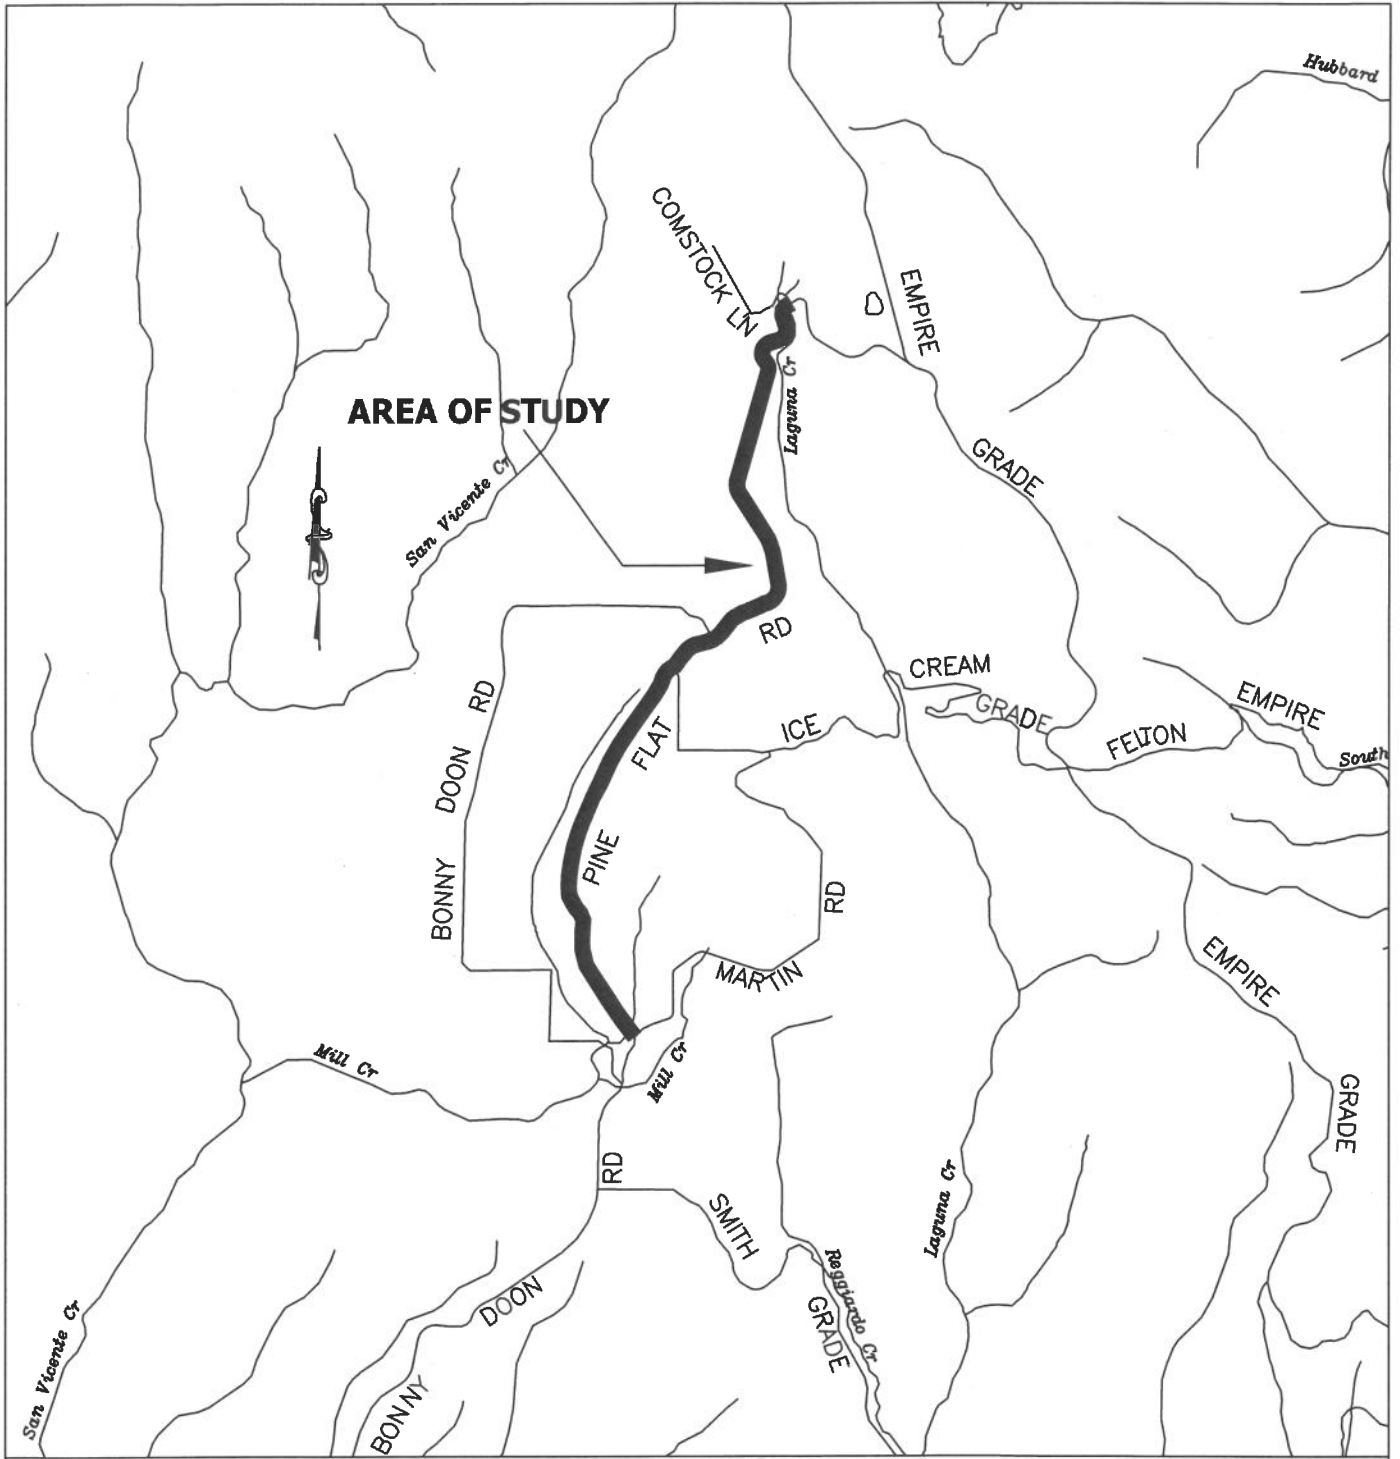 Hubbard
COMSTOCK LN
EMPIRE
Laguna Cr
AREA OF STUDY
GRADE
San Vicente Cr
RD
CREAM
RD
GRADE
EMPIRE
ICE
FELTON
FLAT
South
DOON
PINE
BONNY
RD
MARTIN
EMPIRE
Mill Cr
Mill Cr
GRADE
RD
Laguna Cr
SMITH
Reggiardo Cr
DOON
GRADE
San Vicente Cr
BONNY